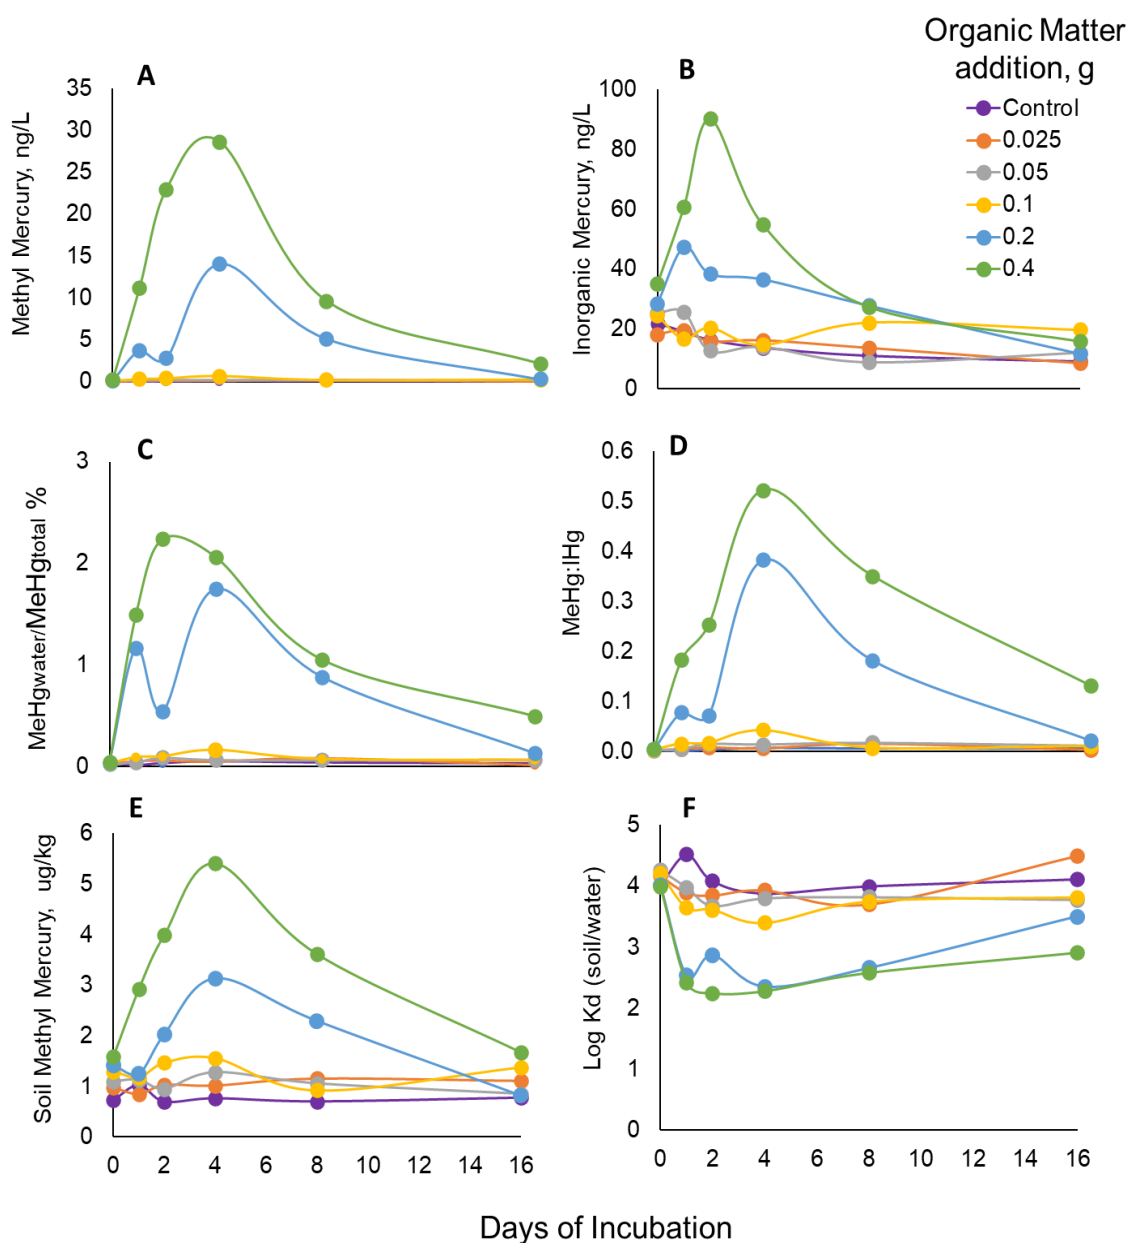 Organic Matter
addition, g
Control
0.025
0.05
0.1
0.2
0.4
A
Methyl Mercury, ng/L
35
30
25
20
15
10
5
0
B
Inorganic Mercury, ng/L
100
80
60
40
20
0
C
MeHgwater/MeHgtotal %
3
2
1
0
D
MeHg:IHg
0.6
0.5
0.4
0.3
0.2
0.1
0.0
E
Soil Methyl Mercury, ug/kg
6
5
4
3
2
1
0
0 2 4 6 8 10 12 14 16
F
Log Kd (soil/water)
5
4
3
2
1
0
0 2 4 6 8 10 12 14 16
Days of Incubation